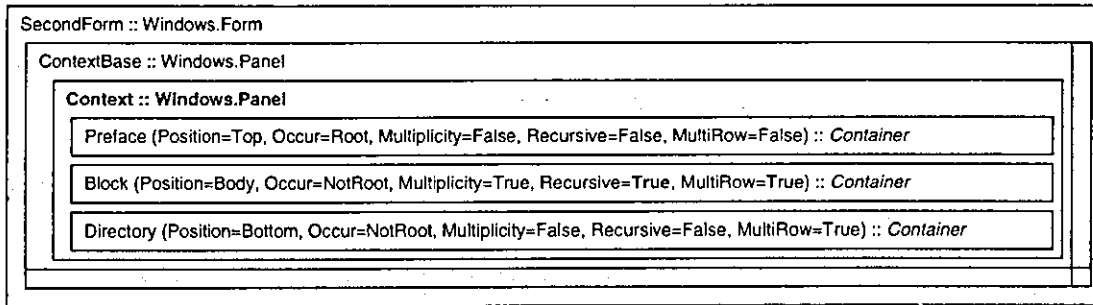 SecondForm :: Windows.Form
ContextBase :: Windows.Panel
Context :: Windows.Panel
Preface (Position=Top, Occur=Root, Multiplicity=False, Recursive=False, MultiRow=False) :: Container
Block (Position=Body, Occur=NotRoot, Multiplicity=True, Recursive=True, MultiRow=True) :: Container
Directory (Position=Bottom, Occur=NotRoot, Multiplicity=False, Recursive=False, MultiRow=True) :: Container